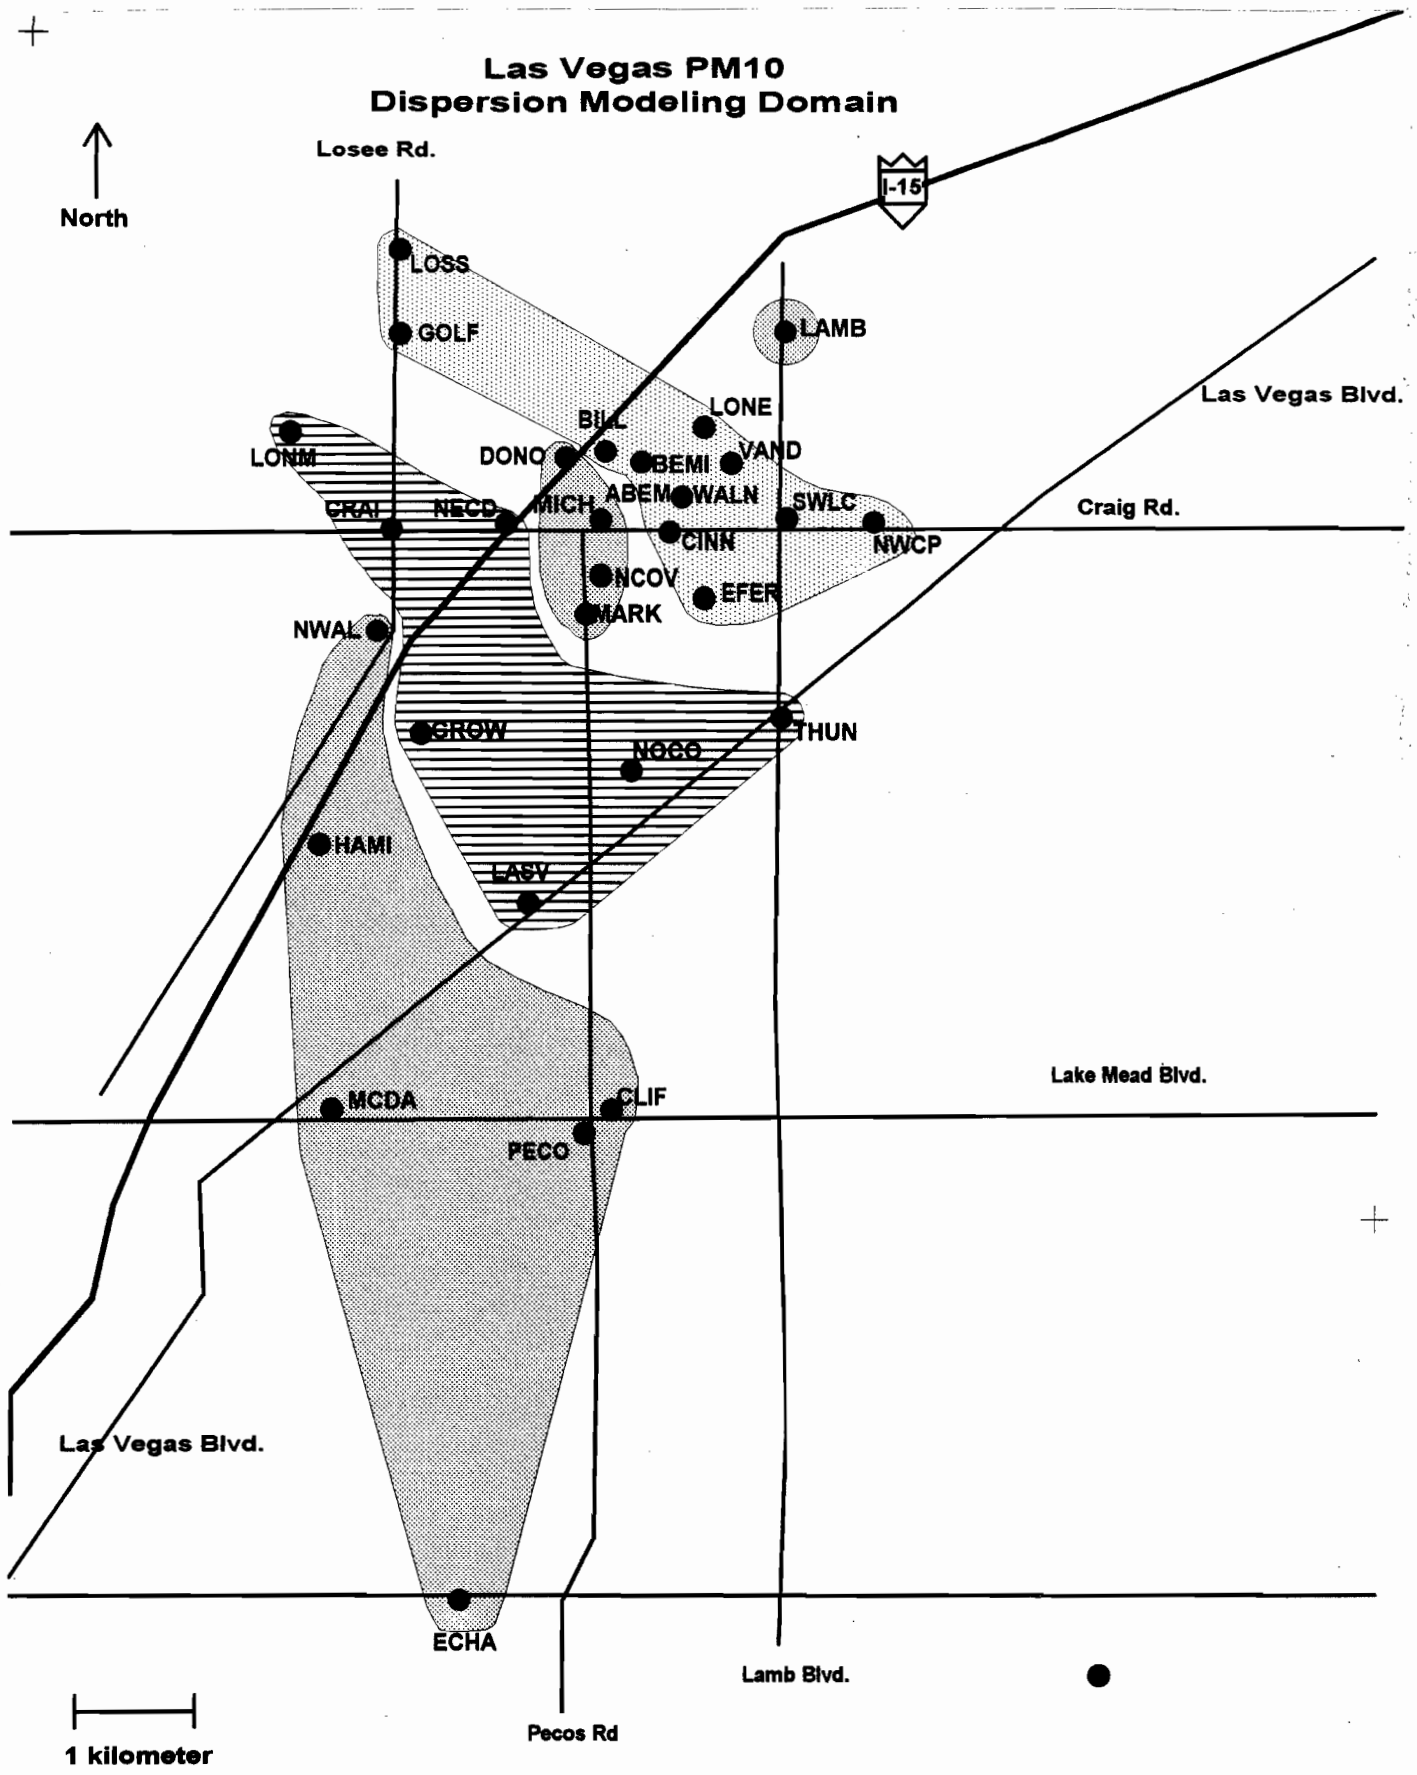 Las Vegas PM10
Dispersion Modeling Domain
Losee Rd.
I-15
North
LOSS
GOLF
LAMB
Las Vegas Blvd.
LONE
BILL
LONM
DONO
BEMI
VAND
ABEM
WALN
CRAI
NECD
MICH
SWLC
Craig Rd.
CINN
NWCP
NCOV
EFER
MARK
NWAL
GROW
NOCO
THUN
HAMI
LASV
Lake Mead Blvd.
MCDA
CLIF
PECO
Las Vegas Blvd.
ECHA
Lamb Blvd.
Pecos Rd
1 kilometer